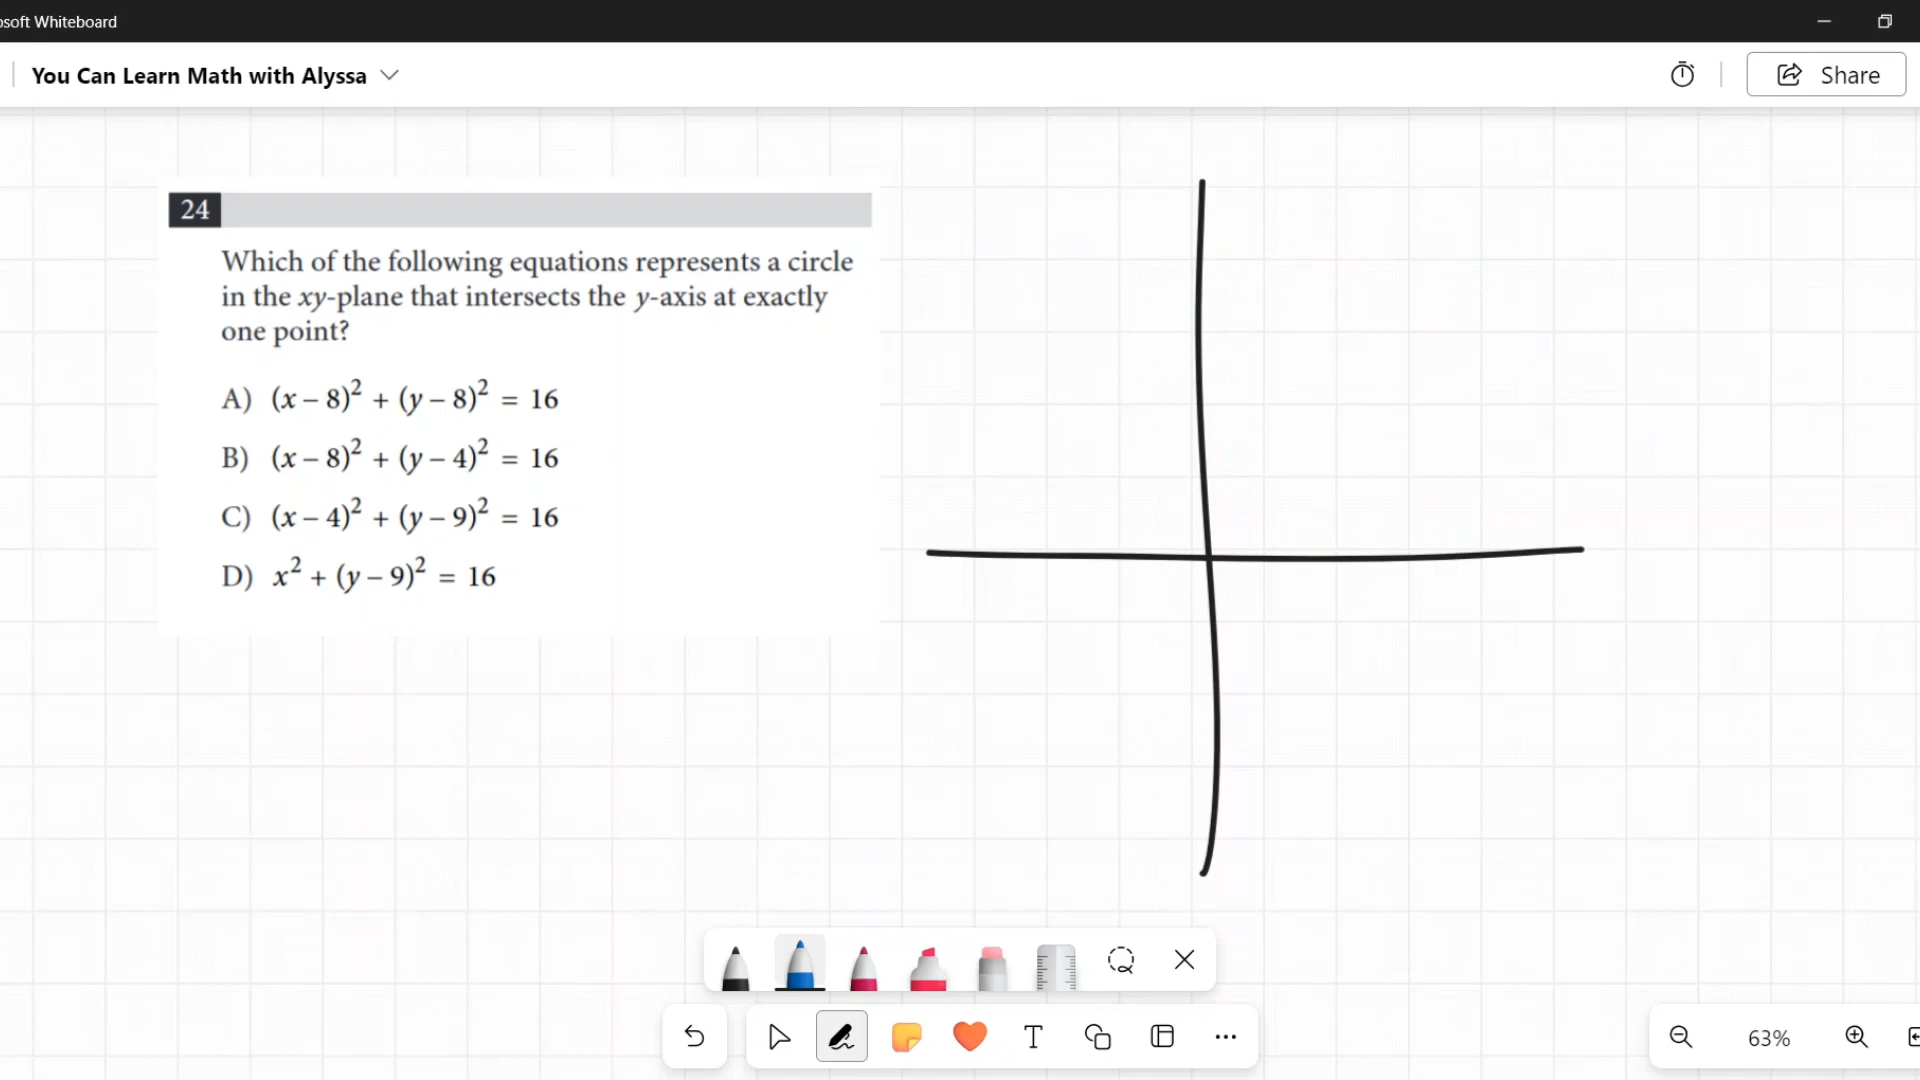 osoft Whiteboard
You Can Learn Math with Alyssa
Share
24
Which of the following equations represents a circle
in the xy-plane that intersects the y-axis at exactly
one point?
A) (x – 8)² + (y – 8)² = 16
B) (x – 8)² + (y – 4)² = 16
C) (x – 4)² + (y – 9)² = 16
D) x² + (y – 9)² = 16
63%